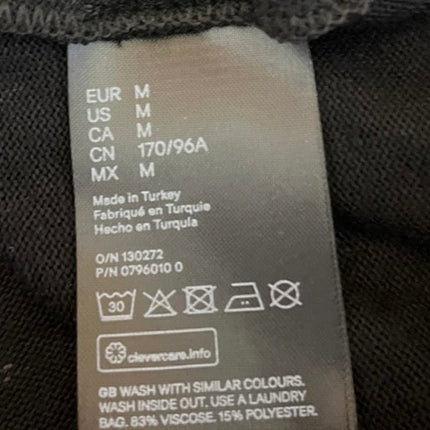 EUR M
US M
CA M
CN 170/96A
MX M
Made in Turkey
Fabriqué en Turquie
Hecho en Turquía
O/N 130272
P/N 0796010 0
30
clevercare.info
GB WASH WITH SIMILAR COLOURS.
WASH INSIDE OUT. USE A LAUNDRY
BAG. 83% VISCOSE. 15% POLYESTER.